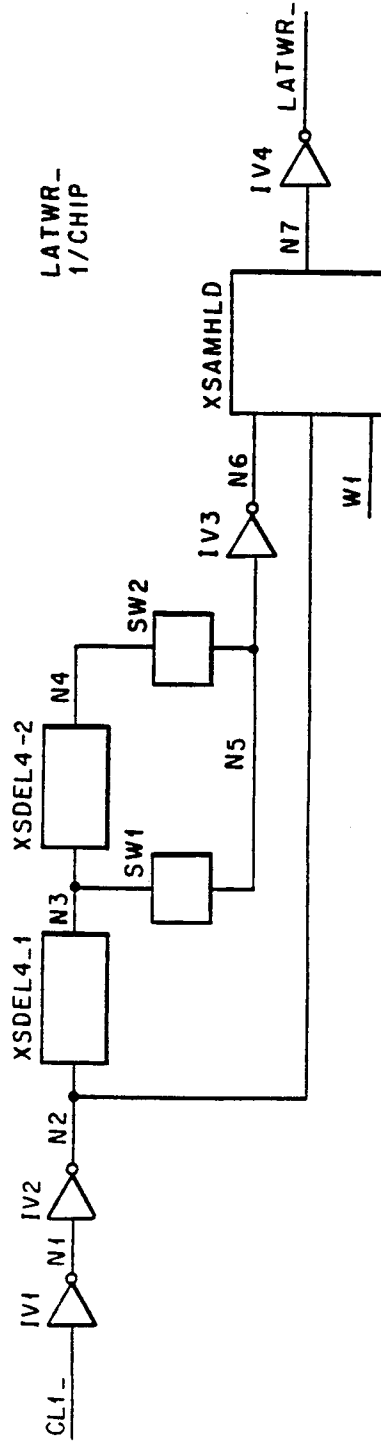 LATWR_
1/CHIP
CL1_
IV1
N1
IV2
N2
XSDEL4_1
N3
XSDEL4-2
N4
SW1
SW2
N5
IV3
N6
XSAMHLD
W1
N7
IV4
LATWR_